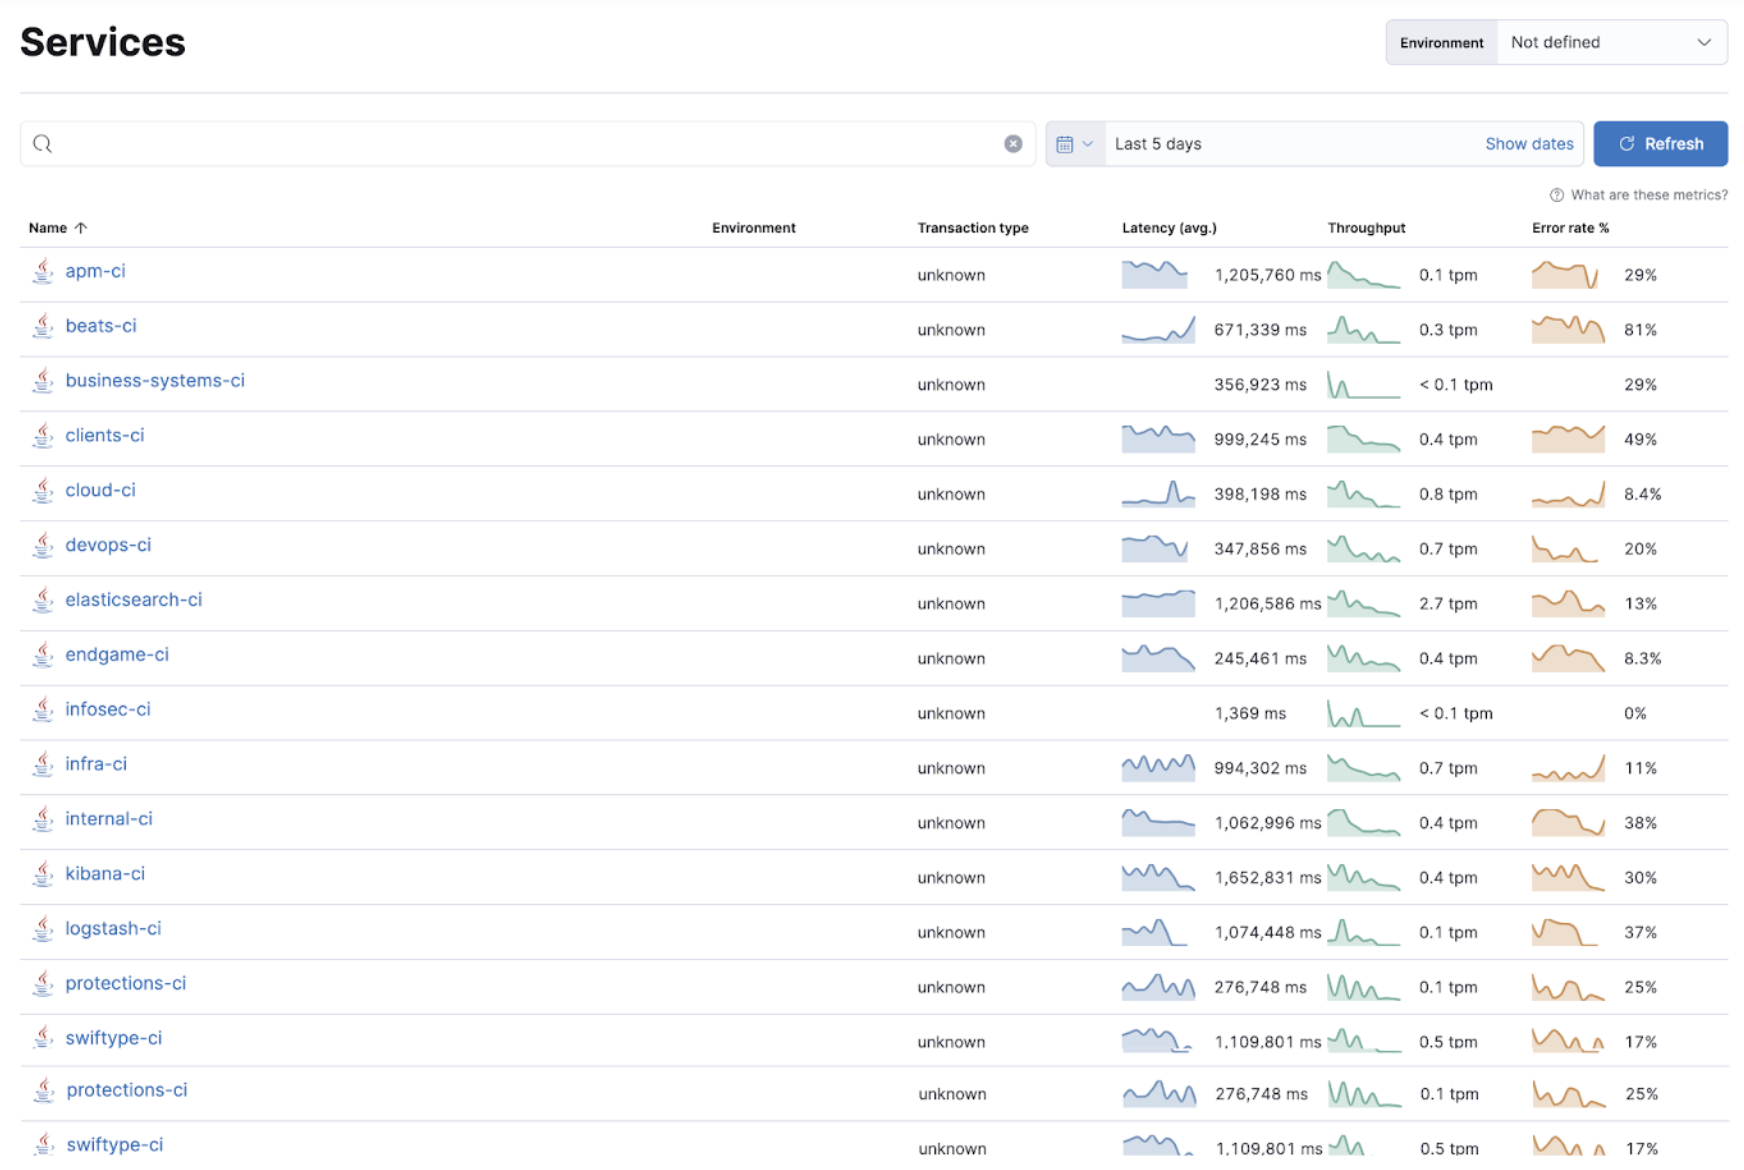 Services
Environment Not defined
Last 5 days Show dates Refresh
What are these metrics?
Name Environment Transaction type Latency (avg.) Throughput Error rate %
apm-ci unknown 1,205,760 ms 0.1 tpm 29%
beats-ci unknown 671,339 ms 0.3 tpm 81%
business-systems-ci unknown 356,923 ms < 0.1 tpm 29%
clients-ci unknown 999,245 ms 0.4 tpm 49%
cloud-ci unknown 398,198 ms 0.8 tpm 8.4%
devops-ci unknown 347,856 ms 0.7 tpm 20%
elasticsearch-ci unknown 1,206,586 ms 2.7 tpm 13%
endgame-ci unknown 245,461 ms 0.4 tpm 8.3%
infosec-ci unknown 1,369 ms < 0.1 tpm 0%
infra-ci unknown 994,302 ms 0.7 tpm 11%
internal-ci unknown 1,062,996 ms 0.4 tpm 38%
kibana-ci unknown 1,652,831 ms 0.4 tpm 30%
logstash-ci unknown 1,074,448 ms 0.1 tpm 37%
protections-ci unknown 276,748 ms 0.1 tpm 25%
swiftype-ci unknown 1,109,801 ms 0.5 tpm 17%
protections-ci unknown 276,748 ms 0.1 tpm 25%
swiftype-ci unknown 1,109,801 ms 0.5 tpm 17%